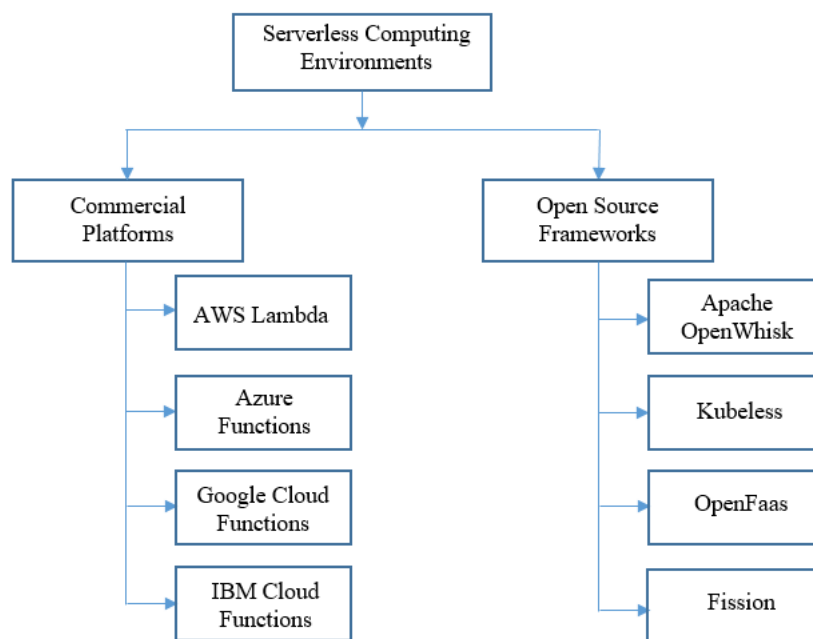 Serverless Computing
Environments
Commercial
Platforms
Open Source
Frameworks
AWS Lambda
Azure
Functions
Google Cloud
Functions
IBM Cloud
Functions
Apache
OpenWhisk
Kubeless
OpenFaas
Fission